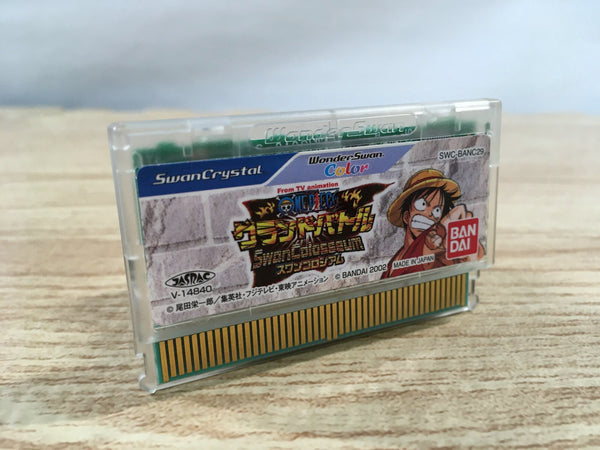 WonderSwan
SwanCrystal
WonderSwan
Color
SWC-BANC29
From TV animation
ONE PIECE
グランドバトル
SwanColosseum
スワンコロシアム
BAN
DAI
JASRAC
V-14840
© BANDAI 2002 MADE IN JAPAN
© 尾田栄一郎／集英社・フジテレビ・東映アニメーション